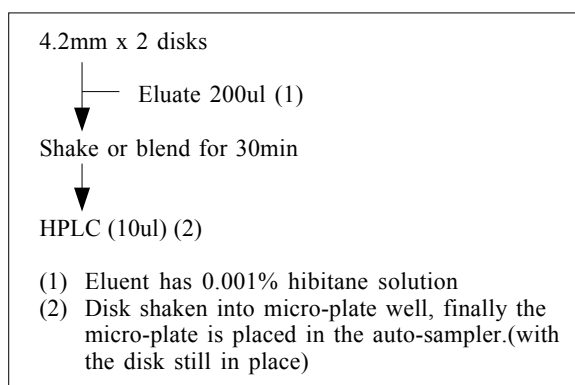 4.2mm x 2 disks
Eluate 200ul (1)
Shake or blend for 30min
HPLC (10ul) (2)
(1) Eluent has 0.001% hibitane solution
(2) Disk shaken into micro-plate well, finally the
micro-plate is placed in the auto-sampler.(with
the disk still in place)